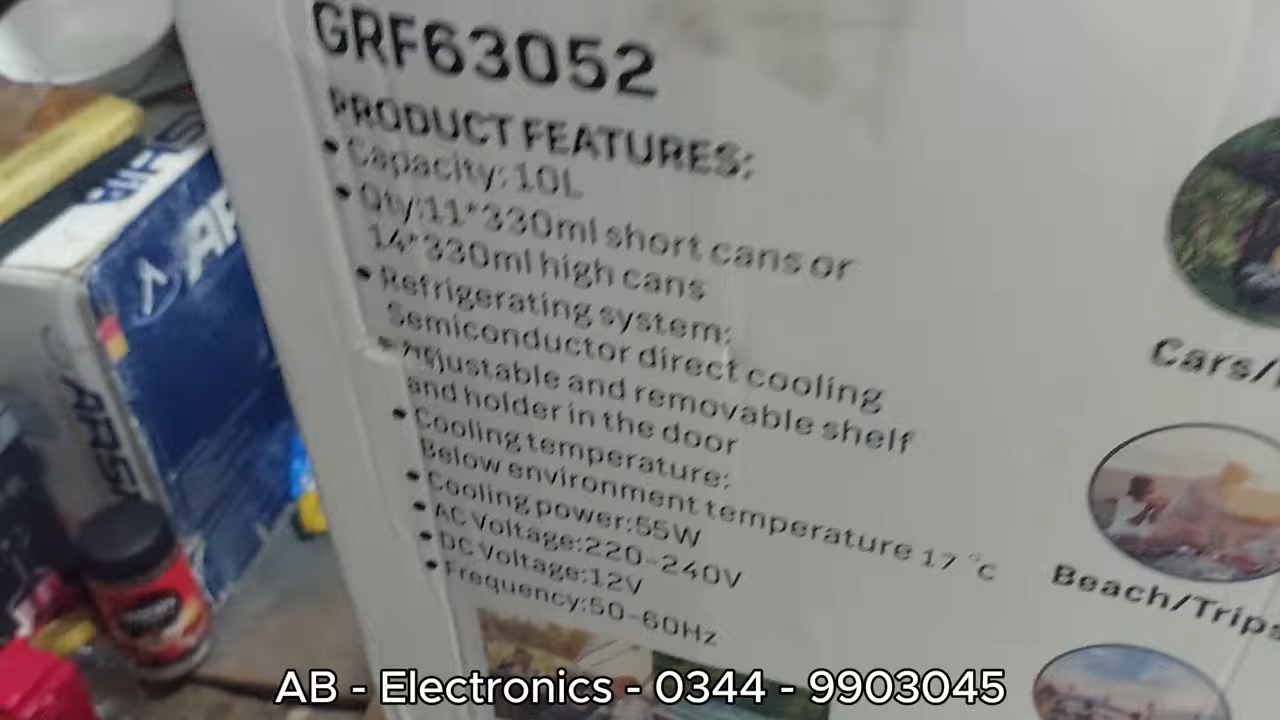 GRF63052
PRODUCT FEATURES:
• Capacity: 10L
• Qty:11*330ml short cans or
14*330ml high cans
• Refrigerating system:
Semiconductor direct cooling
• Adjustable and removable shelf
and holder in the door
• Cooling temperature:
Below environment temperature 17 °c
• Cooling power:55W
• AC Voltage:220-240V
• DC Voltage:12V
• Frequency:50-60Hz
Cars/
Beach/Trips
AB - Electronics - 0344 - 9903045